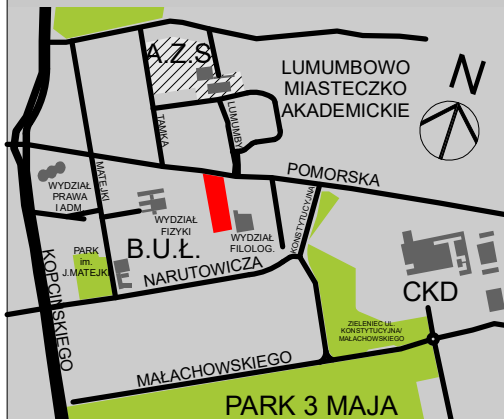 A.Z.S
LUMUMBOWO
MIASTECZKO
AKADEMICKIE
N
TAMKA
LUMUMBY
MATEJKI
POMORSKA
WYDZIAŁ
PRAWA
I ADM.
WYDZIAŁ
FIZYKI
WYDZIAŁ
FILOLOG.
KONSTYTUCYJNA
PARK
im.
J.MATEJKI
B.U.Ł.
NARUTOWICZA
KOPCIŃSKIEGO
CKD
ZIELENIEC UL.
KONSTYTUCYJNA/
MAŁACHOWSKIEGO
MAŁACHOWSKIEGO
PARK 3 MAJA